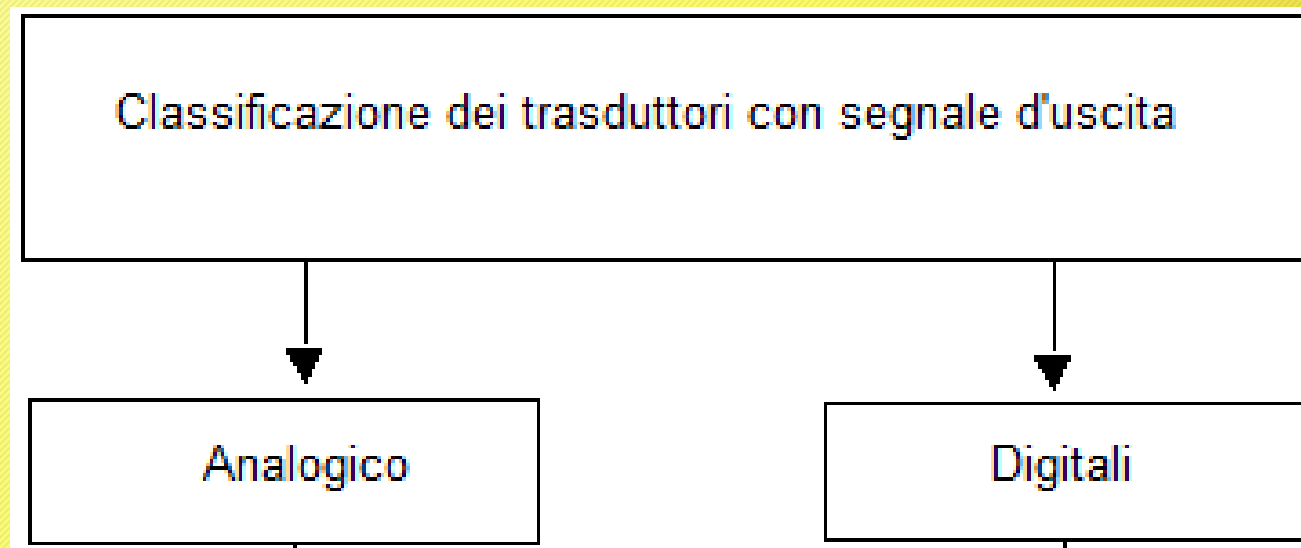 Classificazione dei trasduttori con segnale d'uscita
Analogico
Digitali